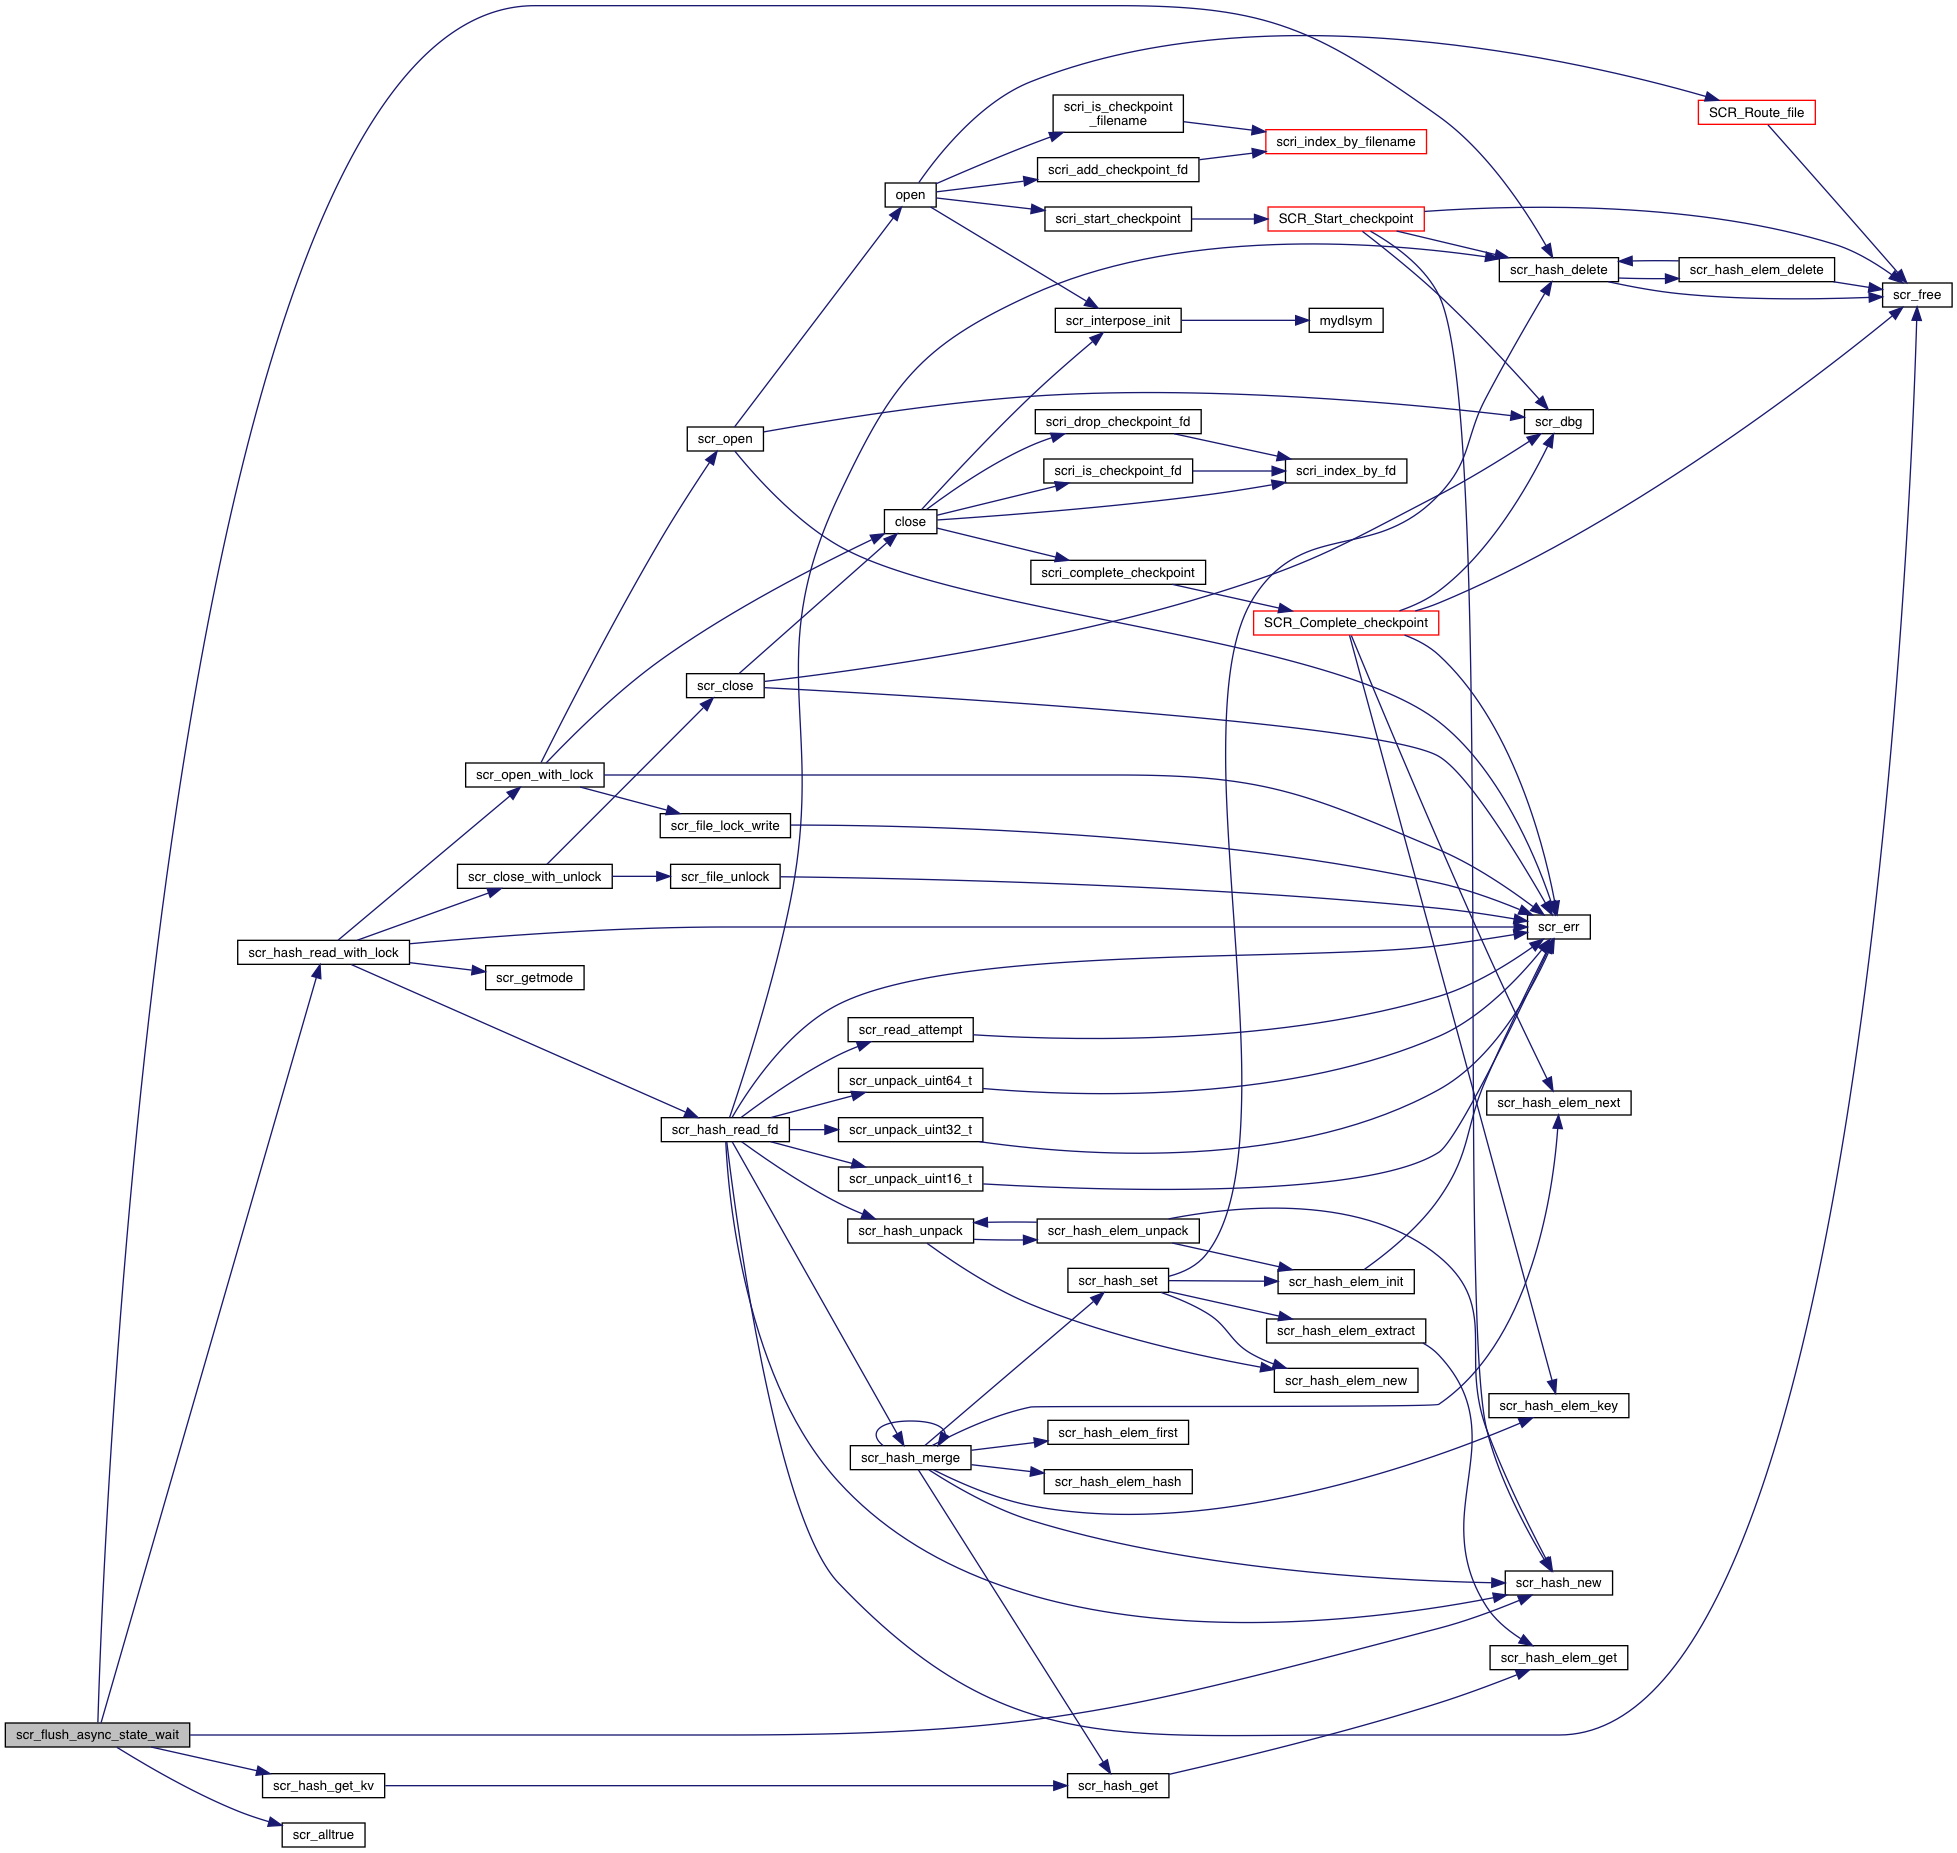 SCR_Route_file
scri_is_checkpoint
_filename
scri_index_by_filename
scri_add_checkpoint_fd
open
scri_start_checkpoint
SCR_Start_checkpoint
scr_hash_delete
scr_hash_elem_delete
scr_free
scr_interpose_init
mydlsym
scri_drop_checkpoint_fd
scr_dbg
scr_open
scri_is_checkpoint_fd
scri_index_by_fd
close
scri_complete_checkpoint
SCR_Complete_checkpoint
scr_close
scr_open_with_lock
scr_file_lock_write
scr_close_with_unlock
scr_file_unlock
scr_err
scr_hash_read_with_lock
scr_getmode
scr_read_attempt
scr_unpack_uint64_t
scr_hash_elem_next
scr_hash_read_fd
scr_unpack_uint32_t
scr_unpack_uint16_t
scr_hash_unpack
scr_hash_elem_unpack
scr_hash_set
scr_hash_elem_init
scr_hash_elem_extract
scr_hash_elem_new
scr_hash_elem_key
scr_hash_elem_first
scr_hash_merge
scr_hash_elem_hash
scr_hash_new
scr_hash_elem_get
scr_flush_async_state_wait
scr_hash_get_kv
scr_hash_get
scr_alltrue